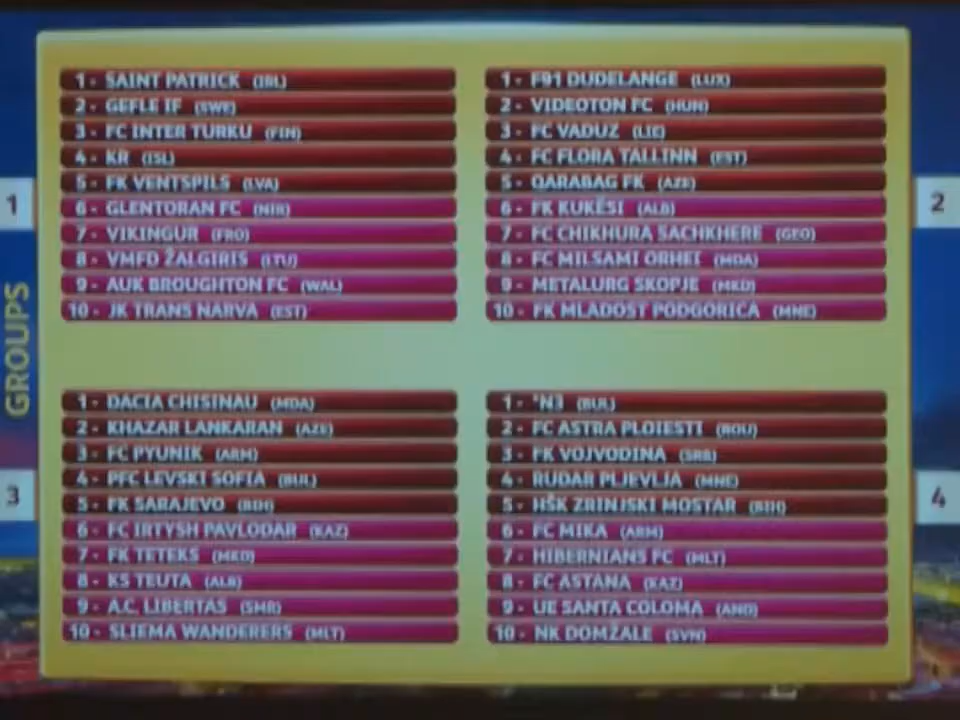 1 - SAINT PATRICK (IRL)
2 - GEFLE IF (SWE)
3 - FC INTER TURKU (FIN)
4 - KR (ISL)
5 - FK VENTSPILS (LVA)
6 - GLENTORAN FC (NIR)
7 - VIKINGUR (FRO)
8 - VMFD ŽALGIRIS (LTU)
9 - AUK BROUGHTON FC (WAL)
10 - JK TRANS NARVA (EST)
1
1 - F91 DUDELANGE (LUX)
2 - VIDEOTON FC (HUN)
3 - FC VADUZ (LIE)
4 - FC FLORA TALLINN (EST)
5 - QARABAG FK (AZE)
6 - FK KUKËSI (ALB)
7 - FC CHIKHURA SACHKHERE (GEO)
8 - FC MILSAMI ORHEI (MDA)
9 - METALURG SKOPJE (MKD)
10 - FK MLADOST PODGORICA (MNE)
2
GROUPS
1 - DACIA CHISINAU (MDA)
2 - KHAZAR LANKARAN (AZE)
3 - FC PYUNIK (ARM)
4 - PFC LEVSKI SOFIA (BUL)
5 - FK SARAJEVO (BIH)
6 - FC IRTYSH PAVLODAR (KAZ)
7 - FK TETEKS (MKD)
8 - KS TEUTA (ALB)
9 - A.C. LIBERTAS (SMR)
10 - SLIEMA WANDERERS (MLT)
3
1 - *N3 (BUL)
2 - FC ASTRA PLOIESTI (ROU)
3 - FK VOJVODINA (SRB)
4 - RUDAR PLJEVLJA (MNE)
5 - HŠK ZRINJSKI MOSTAR (BIH)
6 - FC MIKA (ARM)
7 - HIBERNIANS FC (MLT)
8 - FC ASTANA (KAZ)
9 - UE SANTA COLOMA (AND)
10 - NK DOMŽALE (SVN)
4